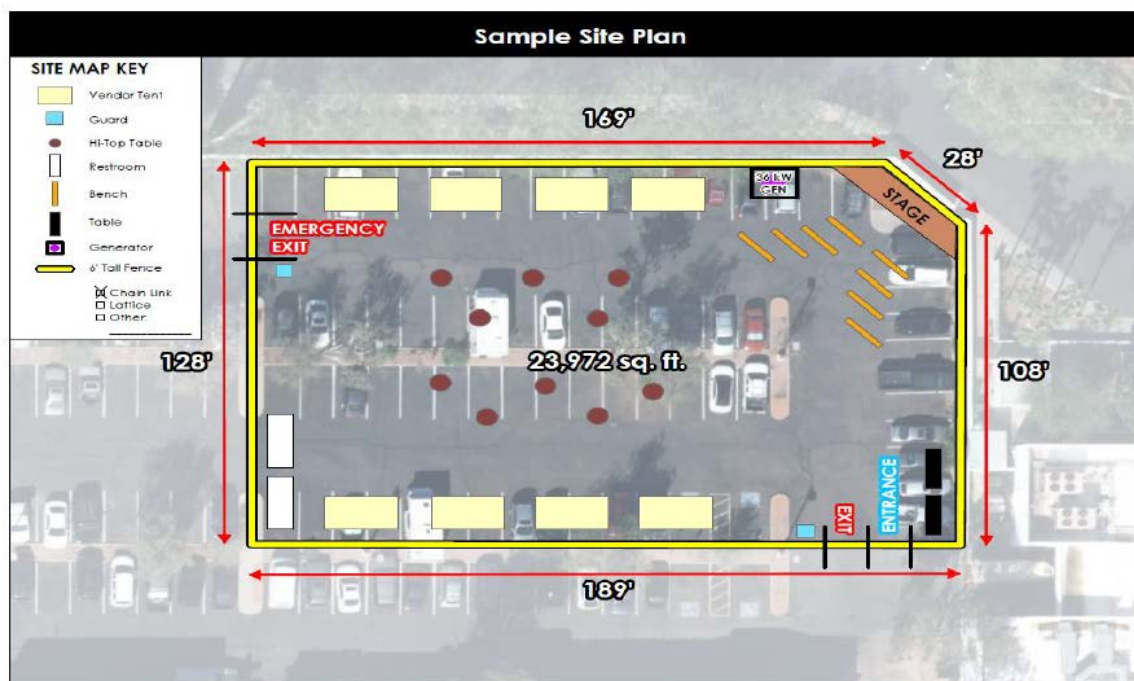 Sample Site Plan
SITE MAP KEY
Vendor Tent
Guard
Hi-Top Table
Restroom
Bench
Table
Generator
6' Tall Fence
Chain Link
Lattice
Other:
169'
28'
36 kW
GEN
STAGE
EMERGENCY
EXIT
128'
23,972 sq. ft.
108'
EXIT
ENTRANCE
189'